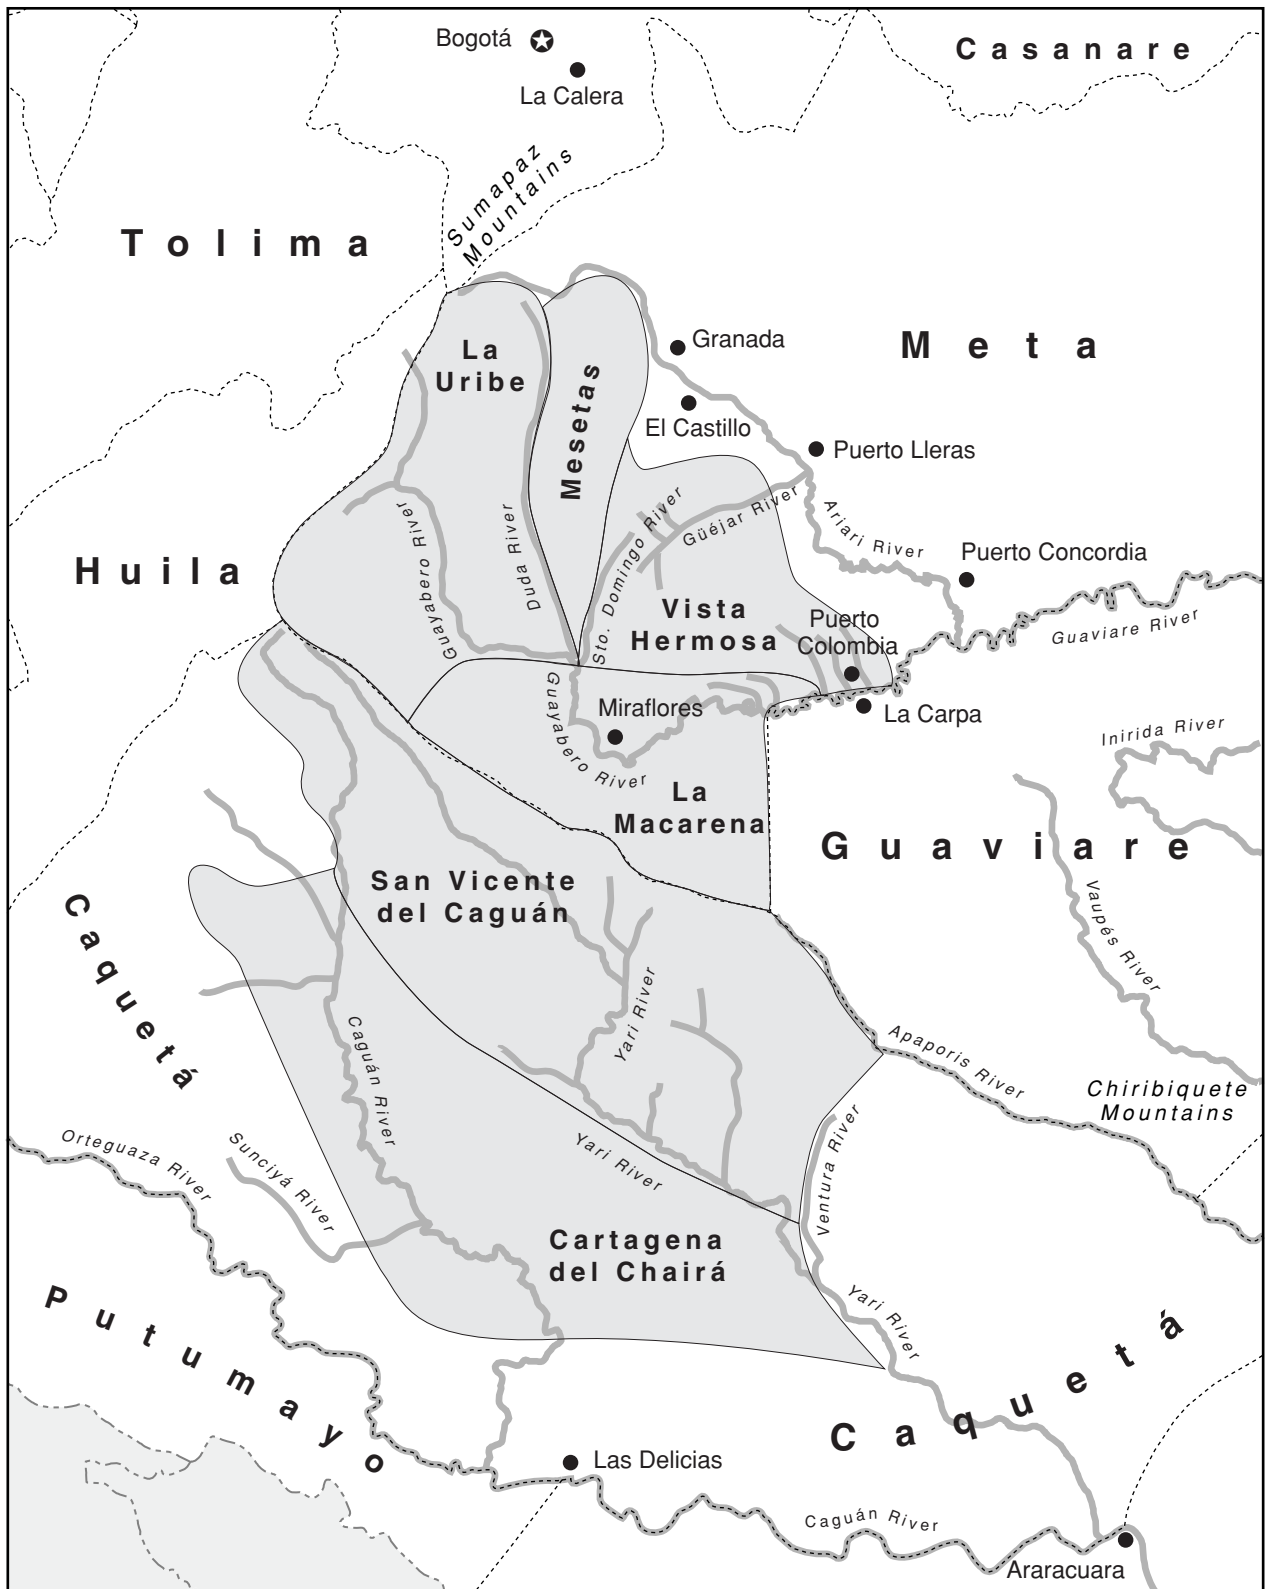 Bogotá
La Calera
Casanare
Sumapaz
Mountains
Tolima
Meta
Granada
La
Uribe
Mesetas
El Castillo
Puerto Lleras
Güéjar River
Ariari River
Guayabero River
Duda River
Sto. Domingo River
Puerto Concordia
Huila
Vista
Hermosa
Puerto
Colombia
Guaviare River
Guayabero River
Miraflores
La Carpa
Inirida River
La
Macarena
Guaviare
San Vicente
del Caguán
Vaupés River
Caquetá
Yari River
Caguán River
Apaporis River
Chiribiquete
Mountains
Orteguaza River
Sunciyá River
Yari River
Ventura River
Cartagena
del Chairá
Yari River
Putumayo
Caquetá
Las Delicias
Caguán River
Araracuara